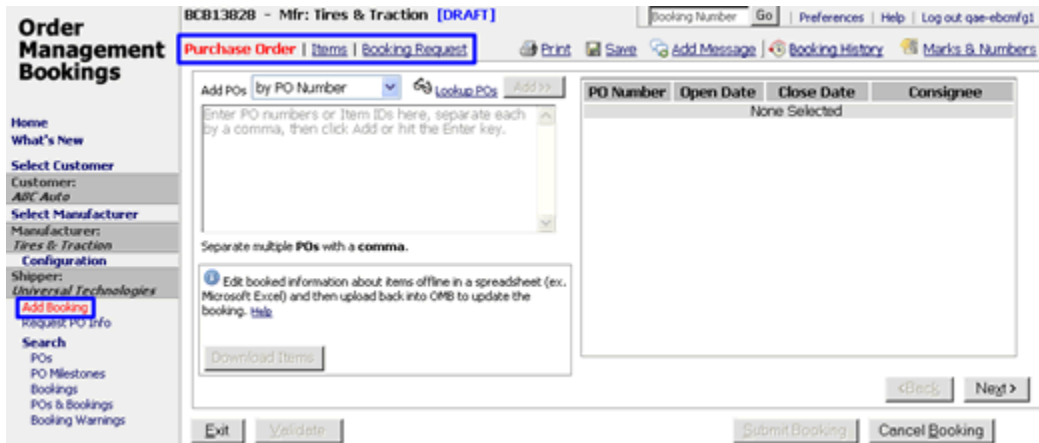 Order Management Bookings
Home
What's New
Select Customer
Customer:
ABC Auto
Select Manufacturer
Manufacturer:
Tires & Traction
Configuration
Shipper:
Universal Technologies
Add Booking
Request PO Info
Search
POs
PO Milestones
Bookings
POs & Bookings
Booking Warnings
BCB13828 - Mfr: Tires & Traction [DRAFT]
Booking Number Go | Preferences | Help | Log out qae-ebcmfg1
Purchase Order | Items | Booking Request
Print Save Add Message | Booking History Marks & Numbers
Add POs by PO Number Lookup POs Add >>
Enter PO numbers or Item IDs here, separate each
by a comma, then click Add or hit the Enter key.
Separate multiple POs with a comma.
Edit booked information about items offline in a spreadsheet (ex.
Microsoft Excel) and then upload back into OMB to update the
booking. Help
Download Items
PO Number Open Date Close Date Consignee
None Selected
<Back Next >
Exit Validate Submit Booking Cancel Booking